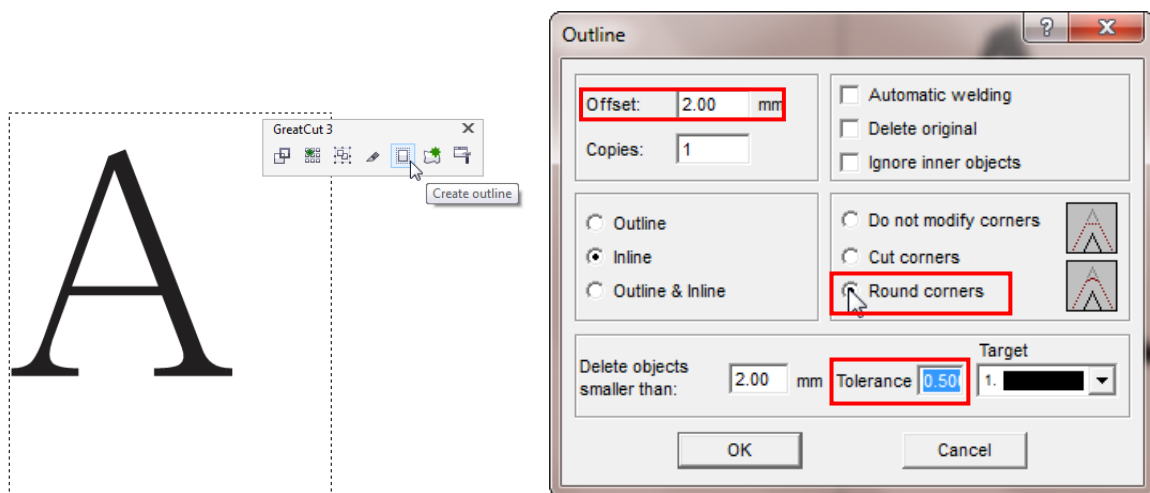 A
GreatCut 3
Create outline
Outline
Offset: 2.00 mm
Copies: 1
Automatic welding
Delete original
Ignore inner objects
Outline
Inline
Outline & Inline
Do not modify corners
Cut corners
Round corners
Delete objects
smaller than: 2.00 mm
Tolerance 0.500
Target
1.
OK
Cancel